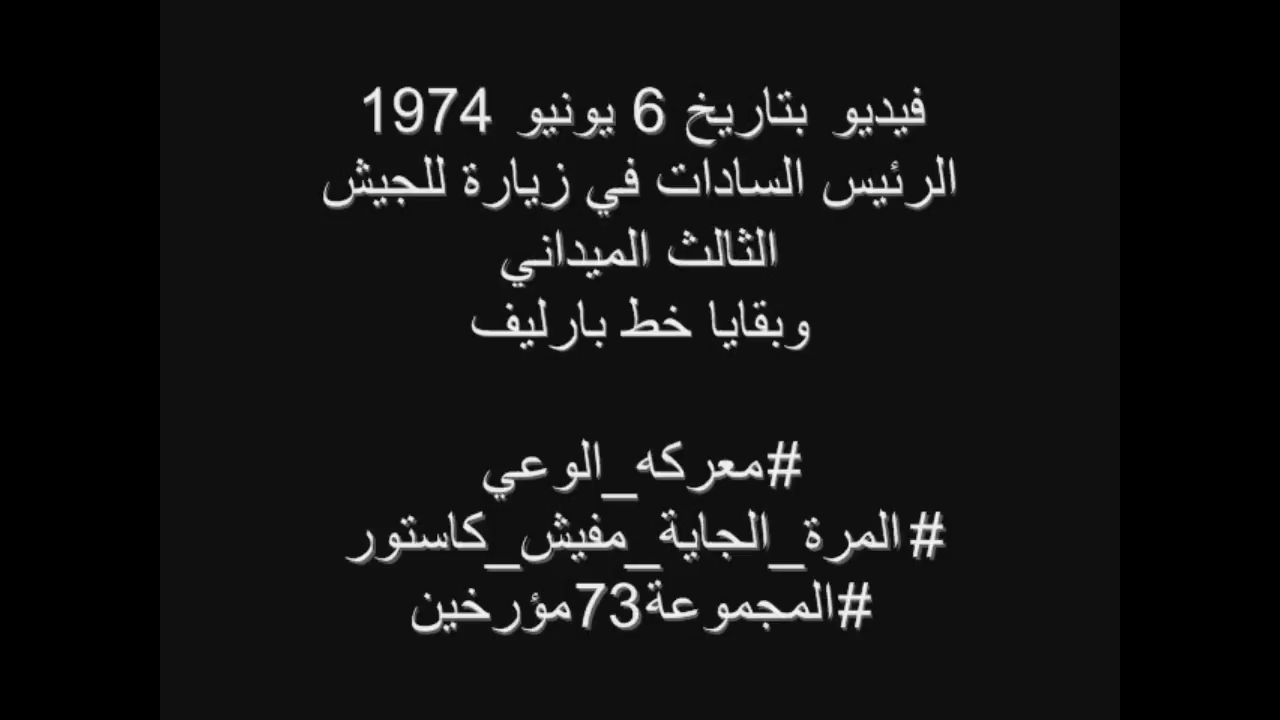 فيديو بتاريخ 6 يونيو 1974
الرئيس السادات في زيارة للجيش
الثالث الميداني
وبقايا خط بارليف
#معركه_الوعي
#المرة_الجاية_مفيش_كاستور
#المجموعة73مؤرخين